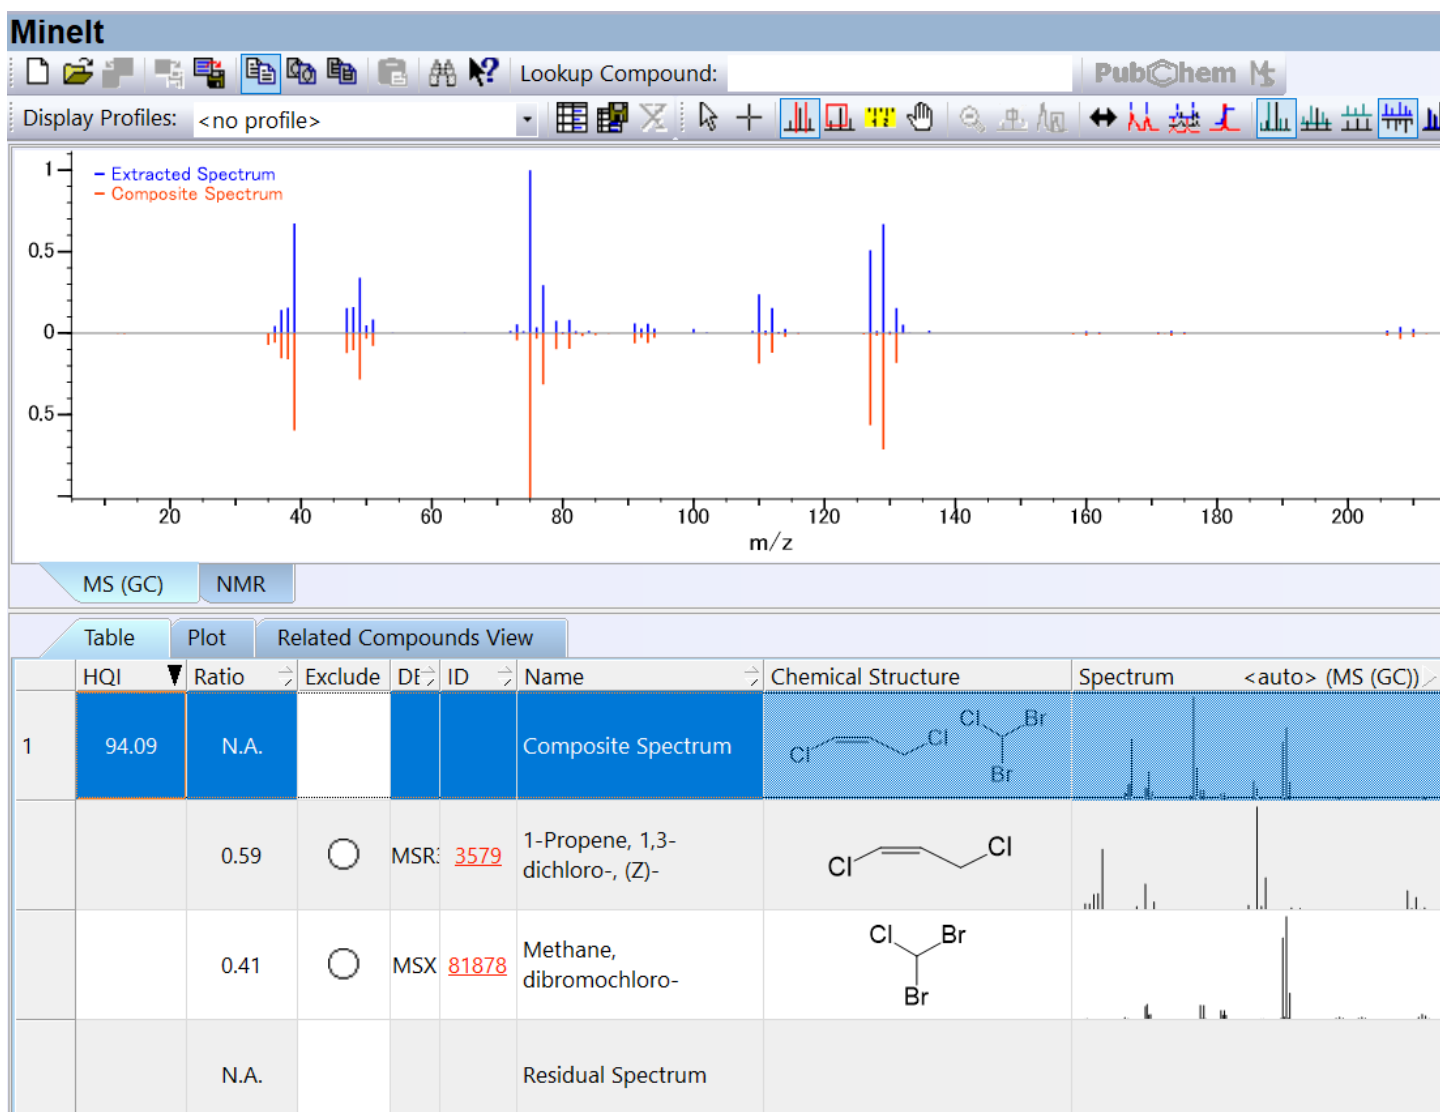 MineIt
Lookup Compound:
PubChem
Display Profiles: <no profile>
1
Extracted Spectrum
Composite Spectrum
0.5
0
0.5
20 40 60 80 100 120 140 160 180 200
m/z
MS (GC) NMR
Table Plot Related Compounds View
HQI Ratio Exclude ID Name Chemical Structure Spectrum <auto> (MS (GC))
1 94.09 N.A. Composite Spectrum Cl Cl Cl Br Br
0.59 MSR 3579 1-Propene, 1,3-
dichloro-, (Z)-
Cl Cl
0.41 MSX 81878 Methane,
dibromochloro-
Cl Br
Br
N.A. Residual Spectrum